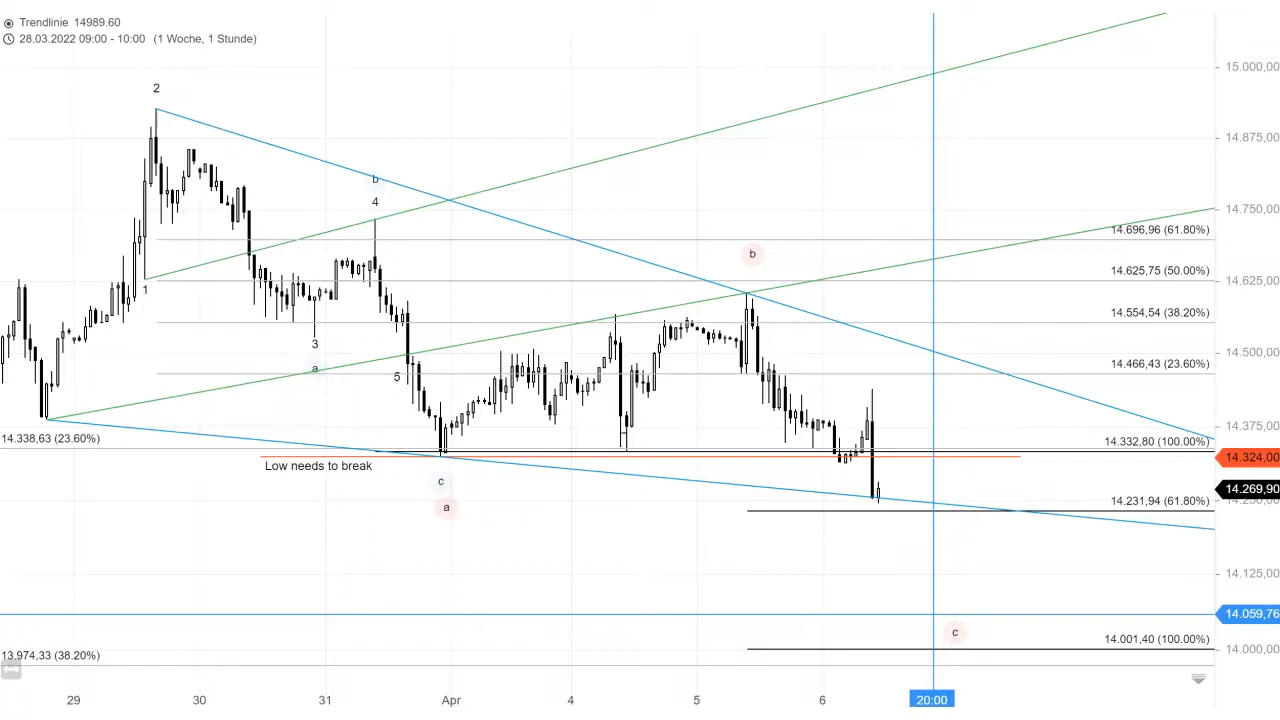 Trendlinie 14989.60
28.03.2022 09:00 - 10:00 (1 Woche, 1 Stunde)
15.000,00
2
14.875,00
b
4
14.750,00
14.696,96 (61.80%)
b
14.625,75 (50.00%)
14.625,00
1
14.554,54 (38.20%)
3
14.500,00
14.466,43 (23.60%)
a
5
14.375,00
14.338,63 (23.60%)
14.332,80 (100.00%)
14.324,00
Low needs to break
c
14.269,90
14.231,94 (61.80%)
a
14.125,00
14.059,76
c
14.001,40 (100.00%)
14.000,00
13.974,33 (38.20%)
29 30 31 Apr 4 5 6 20:00